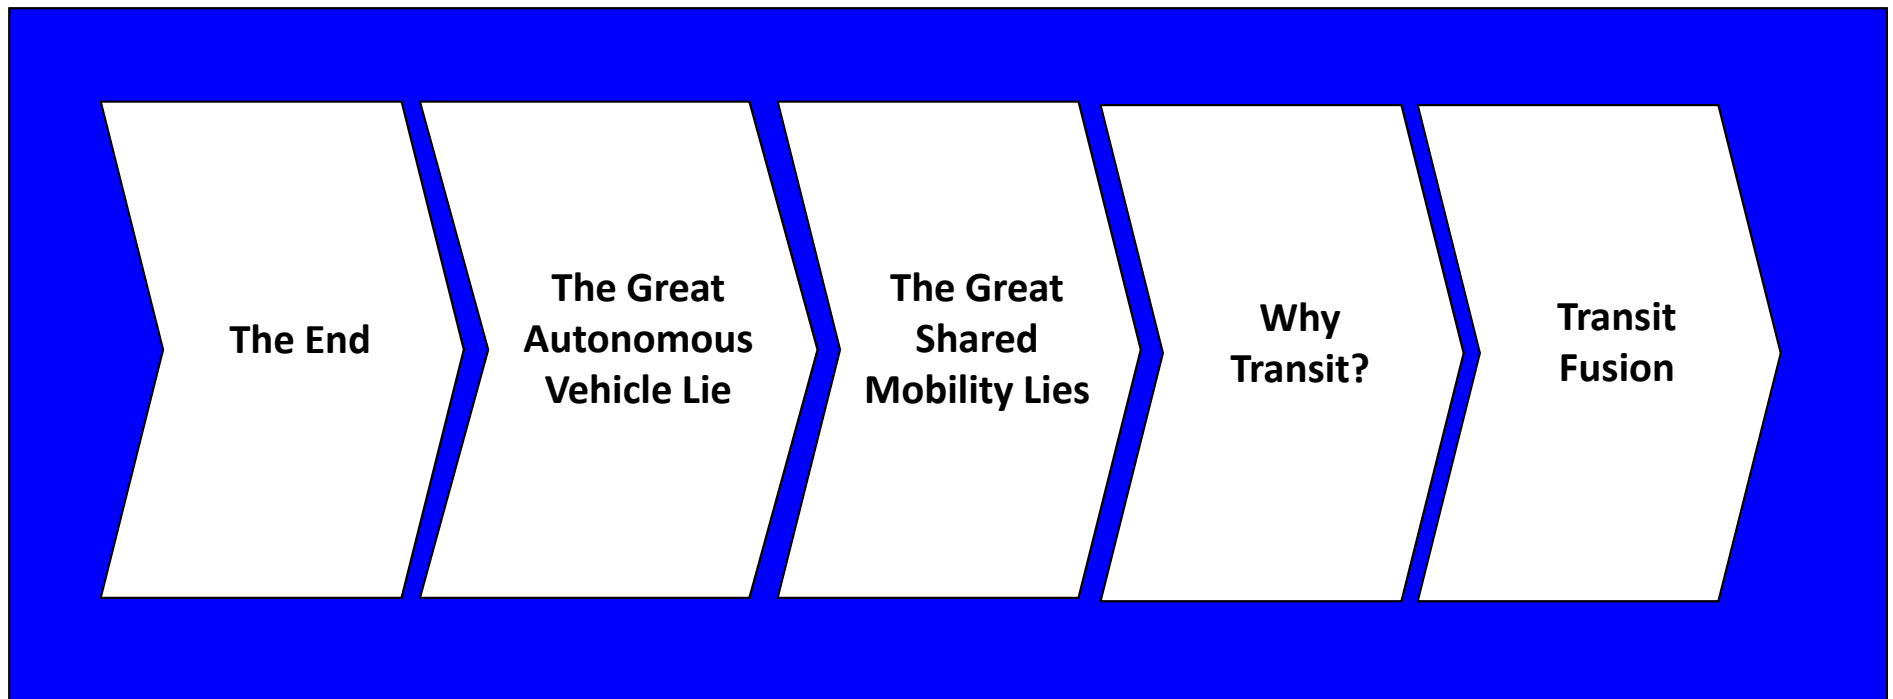 The End
The Great
Autonomous
Vehicle Lie
The Great
Shared
Mobility Lies
Why
Transit?
Transit
Fusion